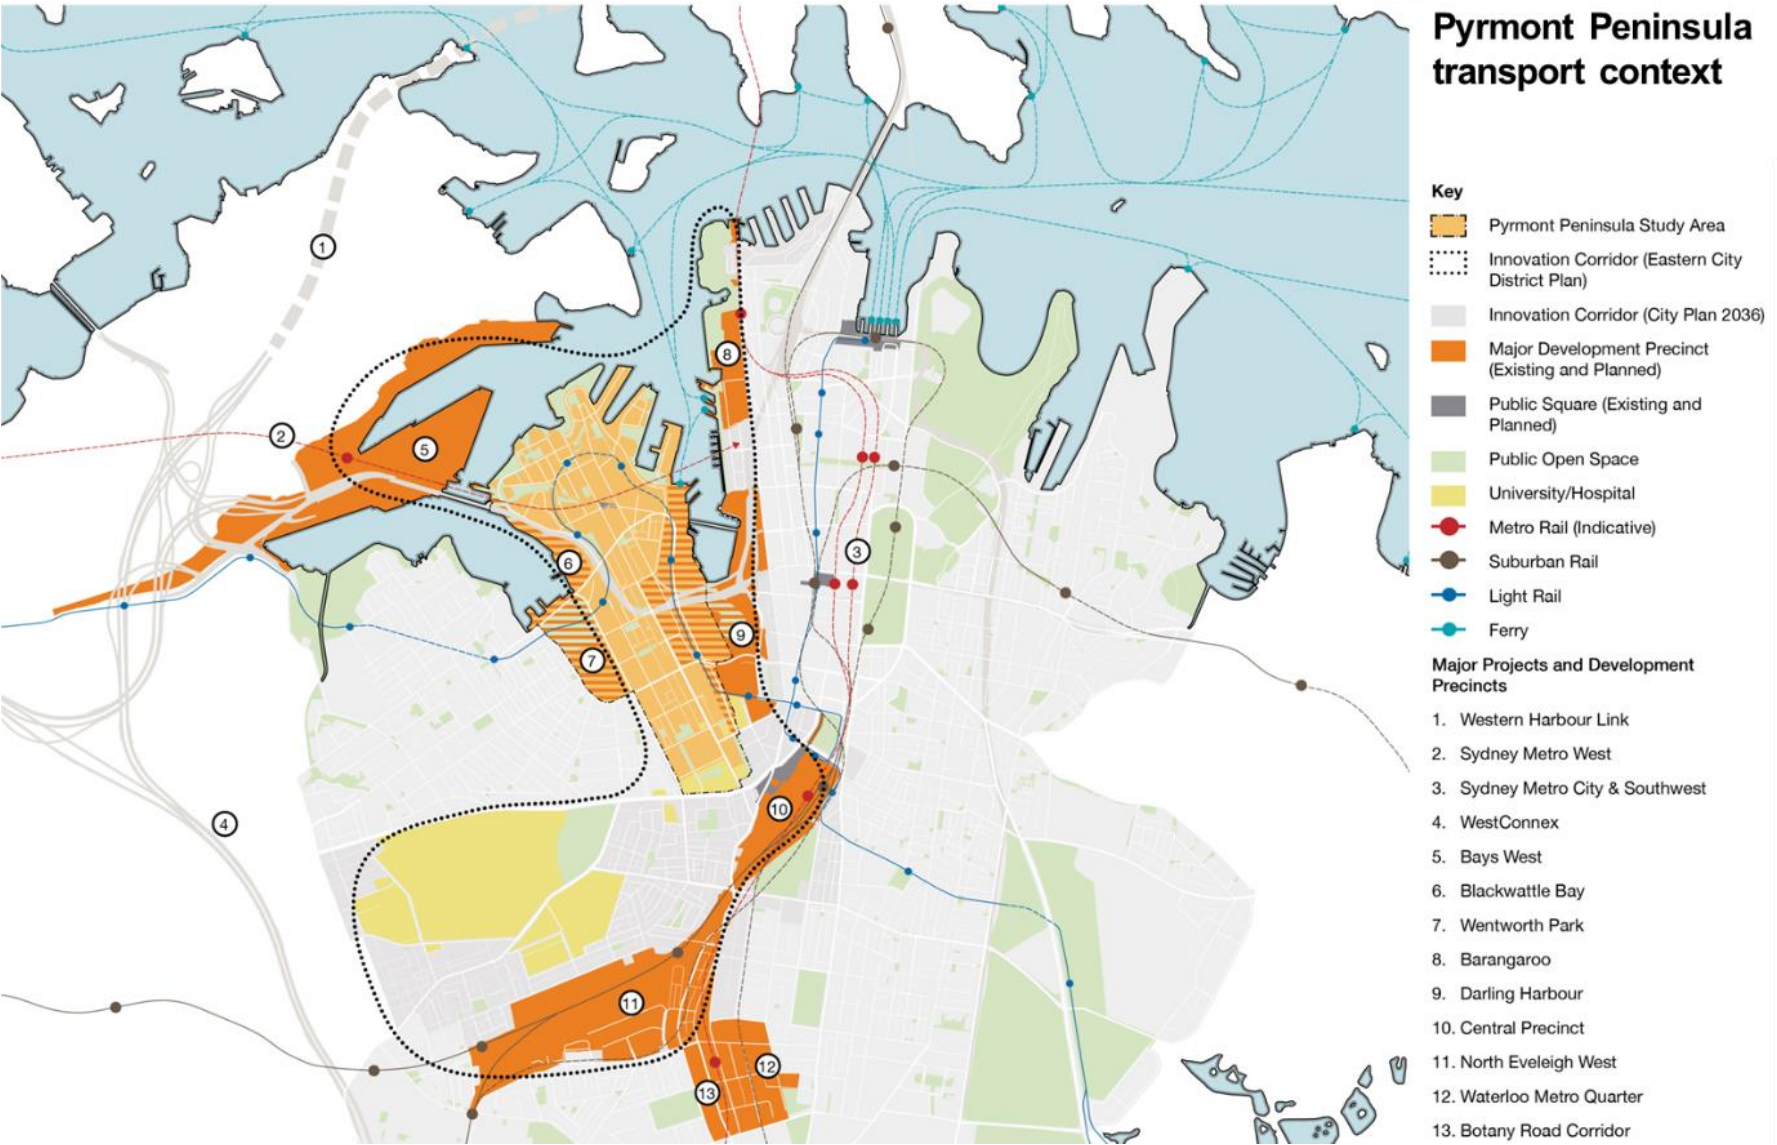 Pyrmont Peninsula
transport context
Key
Pyrmont Peninsula Study Area
Innovation Corridor (Eastern City
District Plan)
Innovation Corridor (City Plan 2036)
Major Development Precinct
(Existing and Planned)
Public Square (Existing and
Planned)
Public Open Space
University/Hospital
Metro Rail (Indicative)
Suburban Rail
Light Rail
Ferry
Major Projects and Development
Precincts
1. Western Harbour Link
2. Sydney Metro West
3. Sydney Metro City & Southwest
4. WestConnex
5. Bays West
6. Blackwattle Bay
7. Wentworth Park
8. Barangaroo
9. Darling Harbour
10. Central Precinct
11. North Eveleigh West
12. Waterloo Metro Quarter
13. Botany Road Corridor
1
8
2
5
3
6
9
7
10
4
11
12
13